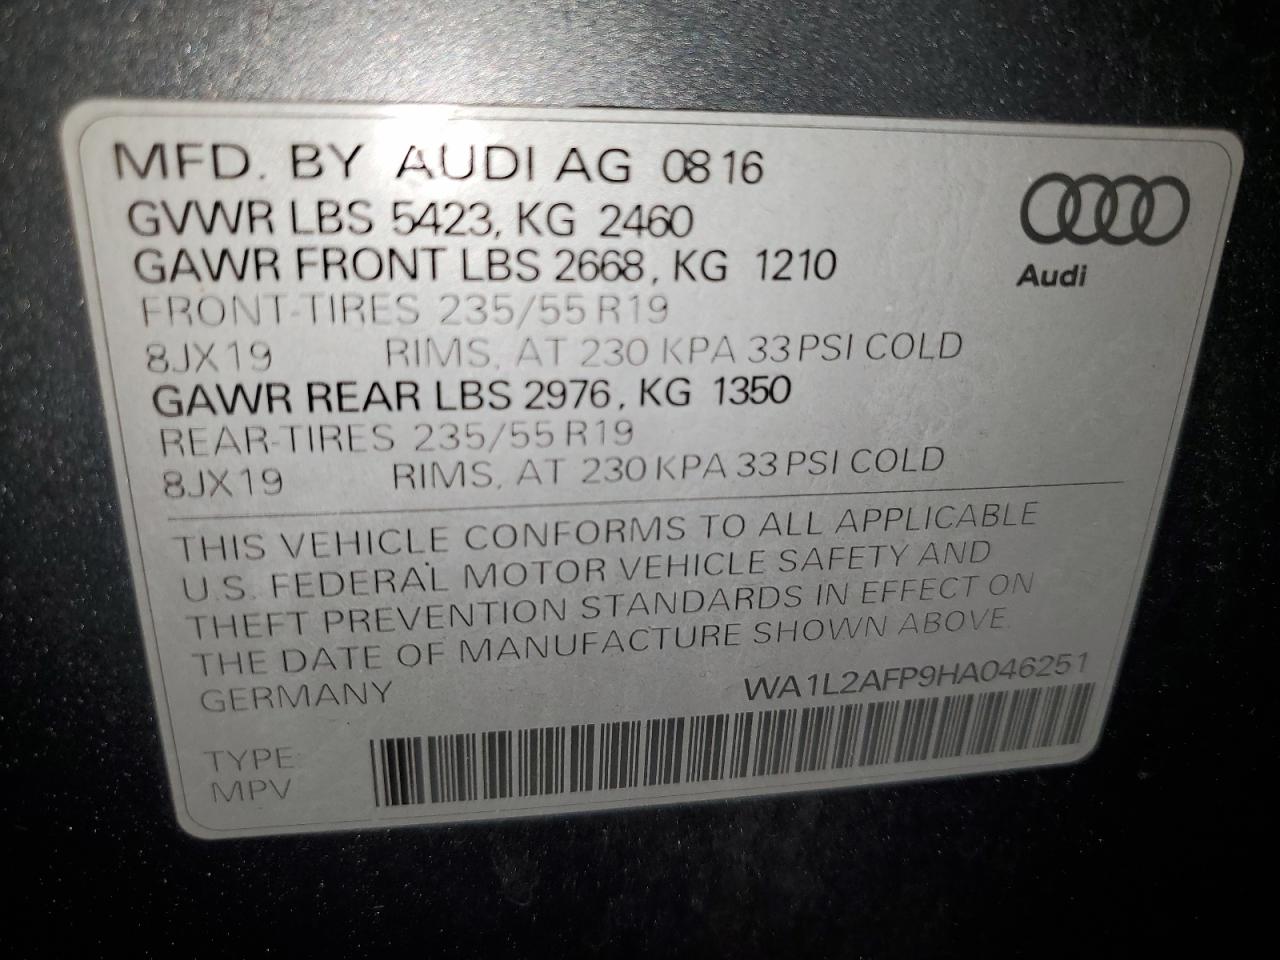 MFD. BY AUDI AG 08 16
GVWR LBS 5423, KG 2460
GAWR FRONT LBS 2668, KG 1210
FRONT-TIRES 235/55 R19
8JX19 RIMS, AT 230 KPA 33 PSI COLD
GAWR REAR LBS 2976, KG 1350
REAR-TIRES 235/55 R19
8JX19 RIMS, AT 230 KPA 33 PSI COLD
Audi
THIS VEHICLE CONFORMS TO ALL APPLICABLE
U.S. FEDERAL MOTOR VEHICLE SAFETY AND
THEFT PREVENTION STANDARDS IN EFFECT ON
THE DATE OF MANUFACTURE SHOWN ABOVE.
GERMANY WA1L2AFP9HA046251
TYPE:
MPV